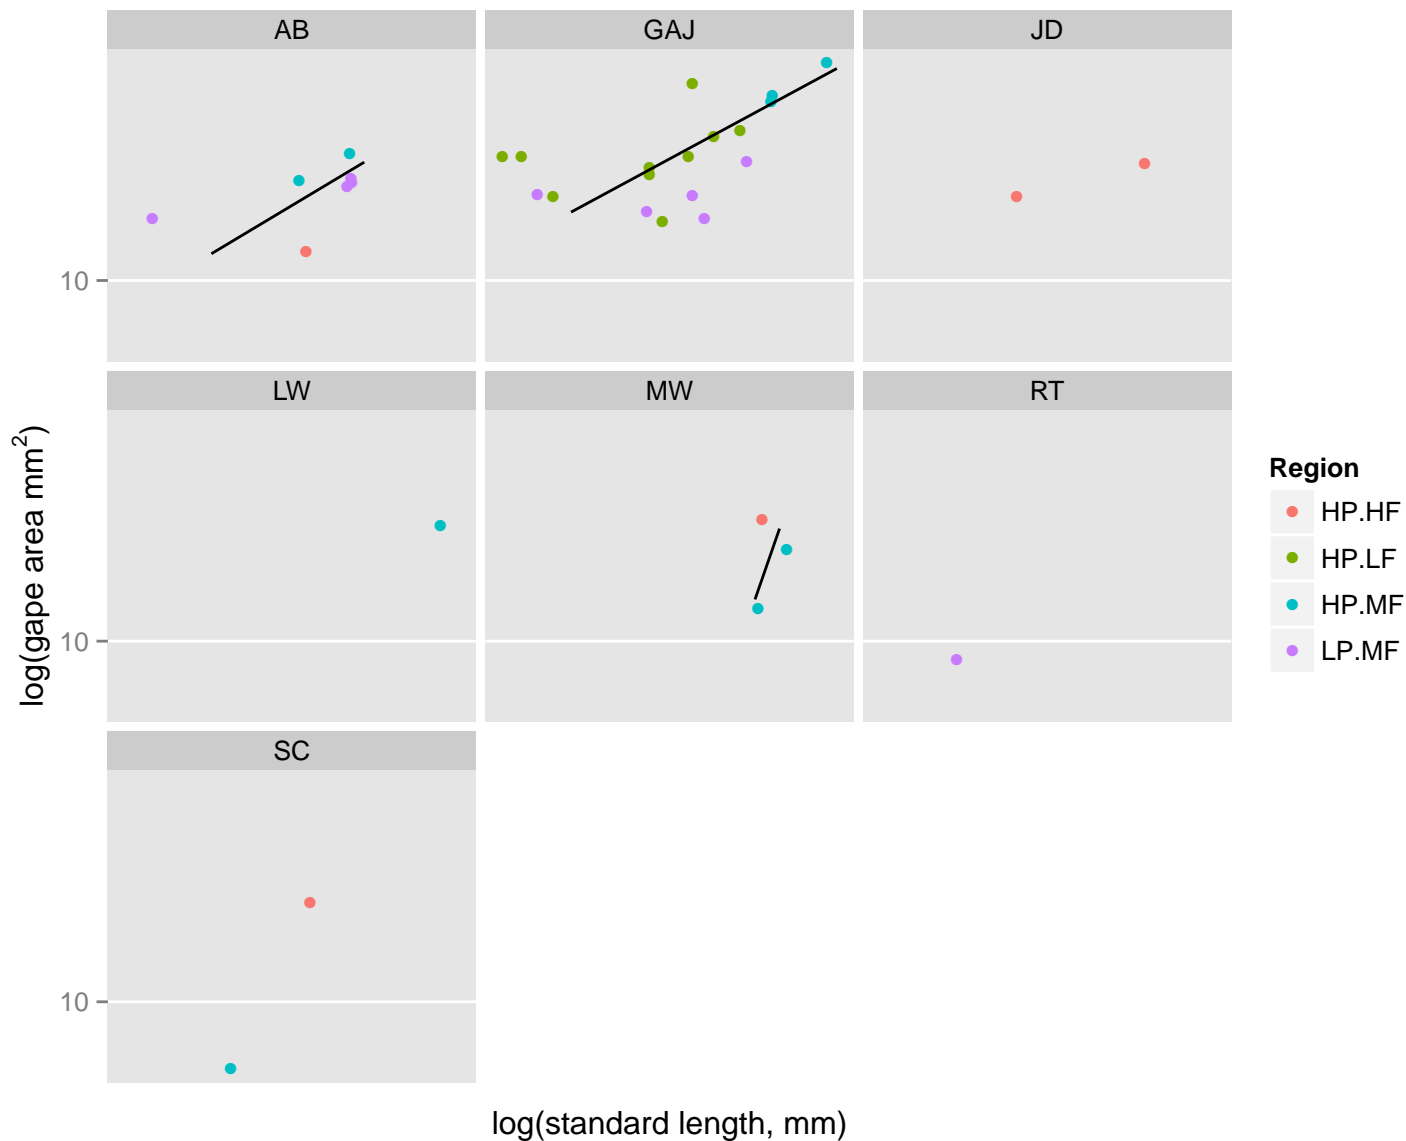 AB
GAJ
JD
10
LW
MW
RT
10
SC
10
log(gape area mm²)
log(standard length, mm)
Region
HP.HF
HP.LF
HP.MF
LP.MF